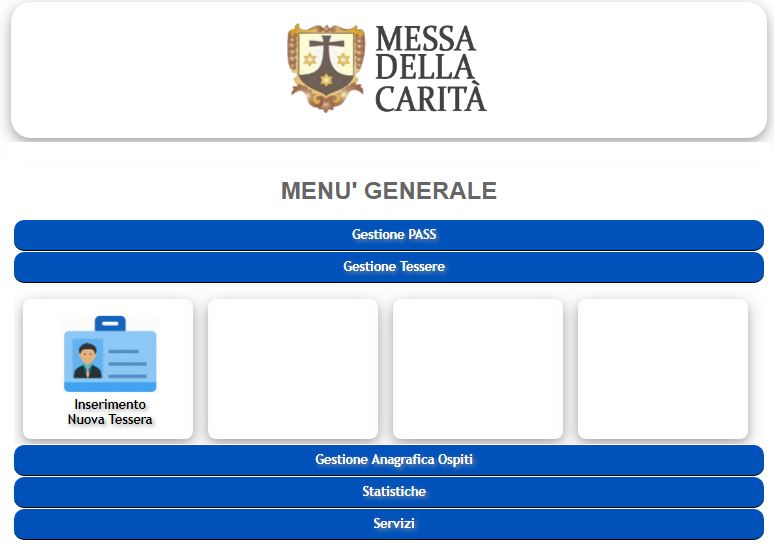 MESSA
DELLA
CARITÀ
MENU' GENERALE
Gestione PASS
Gestione Tessere
Inserimento
Nuova Tessera
Gestione Anagrafica Ospiti
Statistiche
Servizi